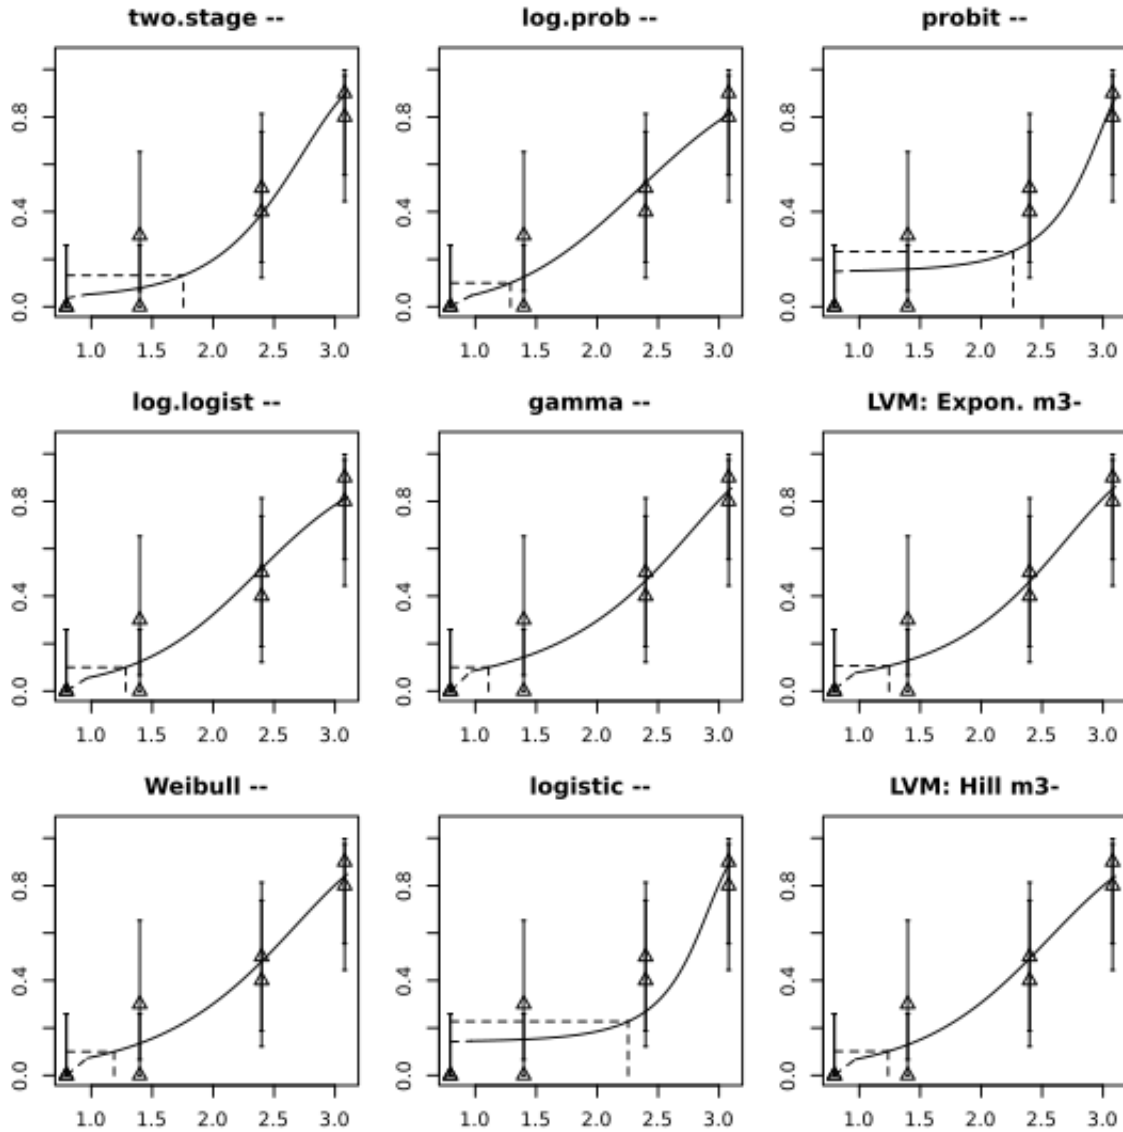 two.stage -- log.prob -- probit --
0.8 0.8 0.8
0.4 0.4 0.4
0.0 0.0 0.0
1.0 1.5 2.0 2.5 3.0 1.0 1.5 2.0 2.5 3.0 1.0 1.5 2.0 2.5 3.0
log.logist -- gamma -- LVM: Expon. m3-
0.8 0.8 0.8
0.4 0.4 0.4
0.0 0.0 0.0
1.0 1.5 2.0 2.5 3.0 1.0 1.5 2.0 2.5 3.0 1.0 1.5 2.0 2.5 3.0
Weibull -- logistic -- LVM: Hill m3-
0.8 0.8 0.8
0.4 0.4 0.4
0.0 0.0 0.0
1.0 1.5 2.0 2.5 3.0 1.0 1.5 2.0 2.5 3.0 1.0 1.5 2.0 2.5 3.0